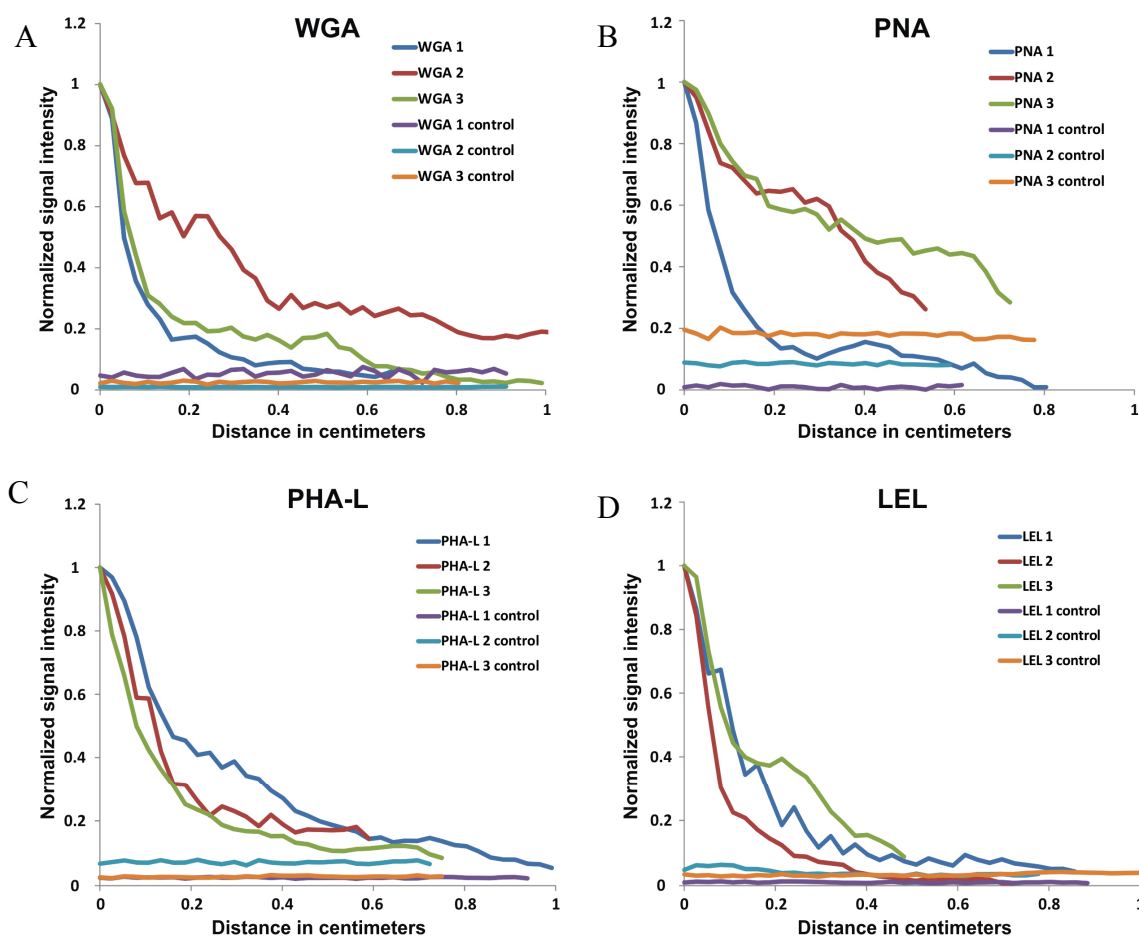 A
WGA
Normalized signal intensity
1.2
1
0.8
0.6
0.4
0.2
0
WGA 1
WGA 2
WGA 3
WGA 1 control
WGA 2 control
WGA 3 control
0 0.2 0.4 0.6 0.8 1
Distance in centimeters
B
PNA
Normalized signal intensity
1.2
1
0.8
0.6
0.4
0.2
0
PNA 1
PNA 2
PNA 3
PNA 1 control
PNA 2 control
PNA 3 control
0 0.2 0.4 0.6 0.8 1
Distance in centimeters
C
PHA-L
Normalized signal intensity
1.2
1
0.8
0.6
0.4
0.2
0
PHA-L 1
PHA-L 2
PHA-L 3
PHA-L 1 control
PHA-L 2 control
PHA-L 3 control
0 0.2 0.4 0.6 0.8 1
Distance in centimeters
D
LEL
Normalized signal intensity
1.2
1
0.8
0.6
0.4
0.2
0
LEL 1
LEL 2
LEL 3
LEL 1 control
LEL 2 control
LEL 3 control
0 0.2 0.4 0.6 0.8 1
Distance in centimeters